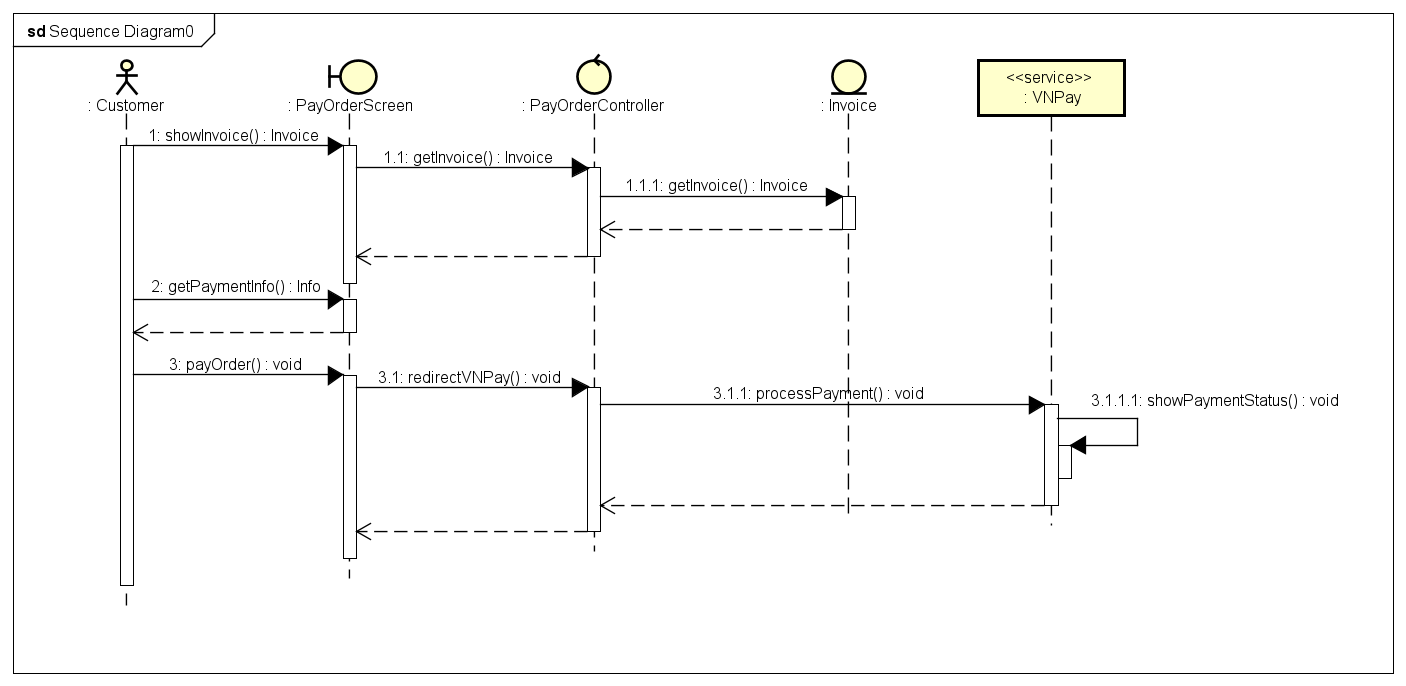 sd Sequence Diagram0
: Customer
: PayOrderScreen
: PayOrderController
: Invoice
<<service>>
: VNPay
1: showInvoice() : Invoice
1.1: getInvoice() : Invoice
1.1.1: getInvoice() : Invoice
2: getPaymentInfo() : Info
3: payOrder() : void
3.1: redirectVNPay() : void
3.1.1: processPayment() : void
3.1.1.1: showPaymentStatus() : void